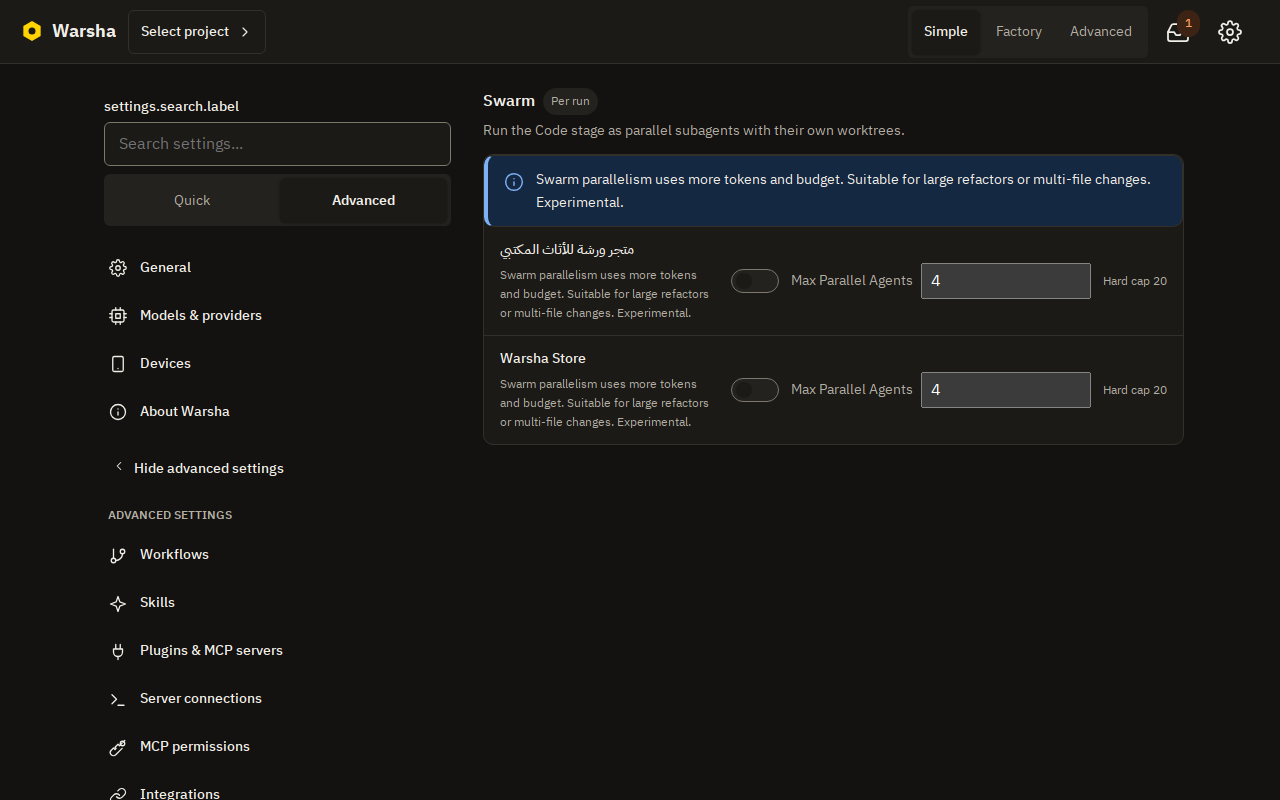 Warsha
Select project
Simple
Factory
Advanced
1
settings.search.label
Search settings...
Quick
Advanced
General
Models & providers
Devices
About Warsha
Hide advanced settings
ADVANCED SETTINGS
Workflows
Skills
Plugins & MCP servers
Server connections
MCP permissions
Integrations
Swarm
Per run
Run the Code stage as parallel subagents with their own worktrees.
Swarm parallelism uses more tokens and budget. Suitable for large refactors or multi-file changes.
Experimental.
متجر ورشة للأثاث المكتبي
Swarm parallelism uses more tokens
and budget. Suitable for large refactors
or multi-file changes. Experimental.
Max Parallel Agents
4
Hard cap 20
Warsha Store
Swarm parallelism uses more tokens
and budget. Suitable for large refactors
or multi-file changes. Experimental.
Max Parallel Agents
4
Hard cap 20